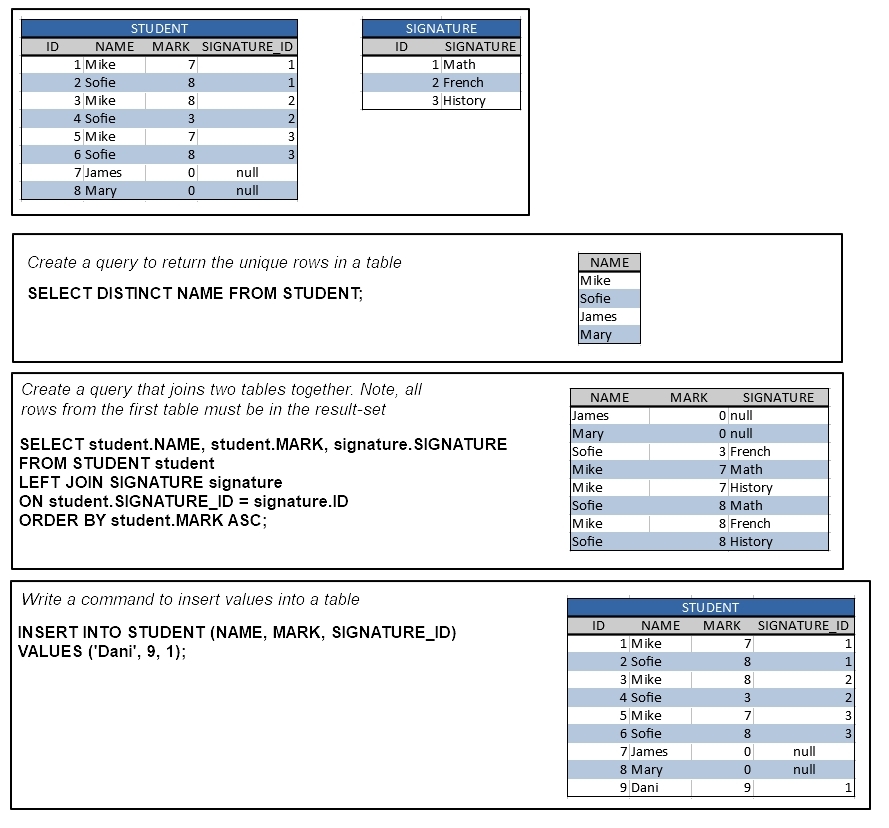 STUDENT
ID NAME MARK SIGNATURE_ID
1 Mike 7 1
2 Sofie 8 1
3 Mike 8 2
4 Sofie 3 2
5 Mike 7 3
6 Sofie 8 3
7 James 0 null
8 Mary 0 null
SIGNATURE
ID SIGNATURE
1 Math
2 French
3 History
Create a query to return the unique rows in a table
SELECT DISTINCT NAME FROM STUDENT;
NAME
Mike
Sofie
James
Mary
Create a query that joins two tables together. Note, all
rows from the first table must be in the result-set
SELECT student.NAME, student.MARK, signature.SIGNATURE
FROM STUDENT student
LEFT JOIN SIGNATURE signature
ON student.SIGNATURE_ID = signature.ID
ORDER BY student.MARK ASC;
NAME MARK SIGNATURE
James 0 null
Mary 0 null
Sofie 3 French
Mike 7 Math
Mike 7 History
Sofie 8 Math
Mike 8 French
Sofie 8 History
Write a command to insert values into a table
INSERT INTO STUDENT (NAME, MARK, SIGNATURE_ID)
VALUES ('Dani', 9, 1);
STUDENT
ID NAME MARK SIGNATURE_ID
1 Mike 7 1
2 Sofie 8 1
3 Mike 8 2
4 Sofie 3 2
5 Mike 7 3
6 Sofie 8 3
7 James 0 null
8 Mary 0 null
9 Dani 9 1